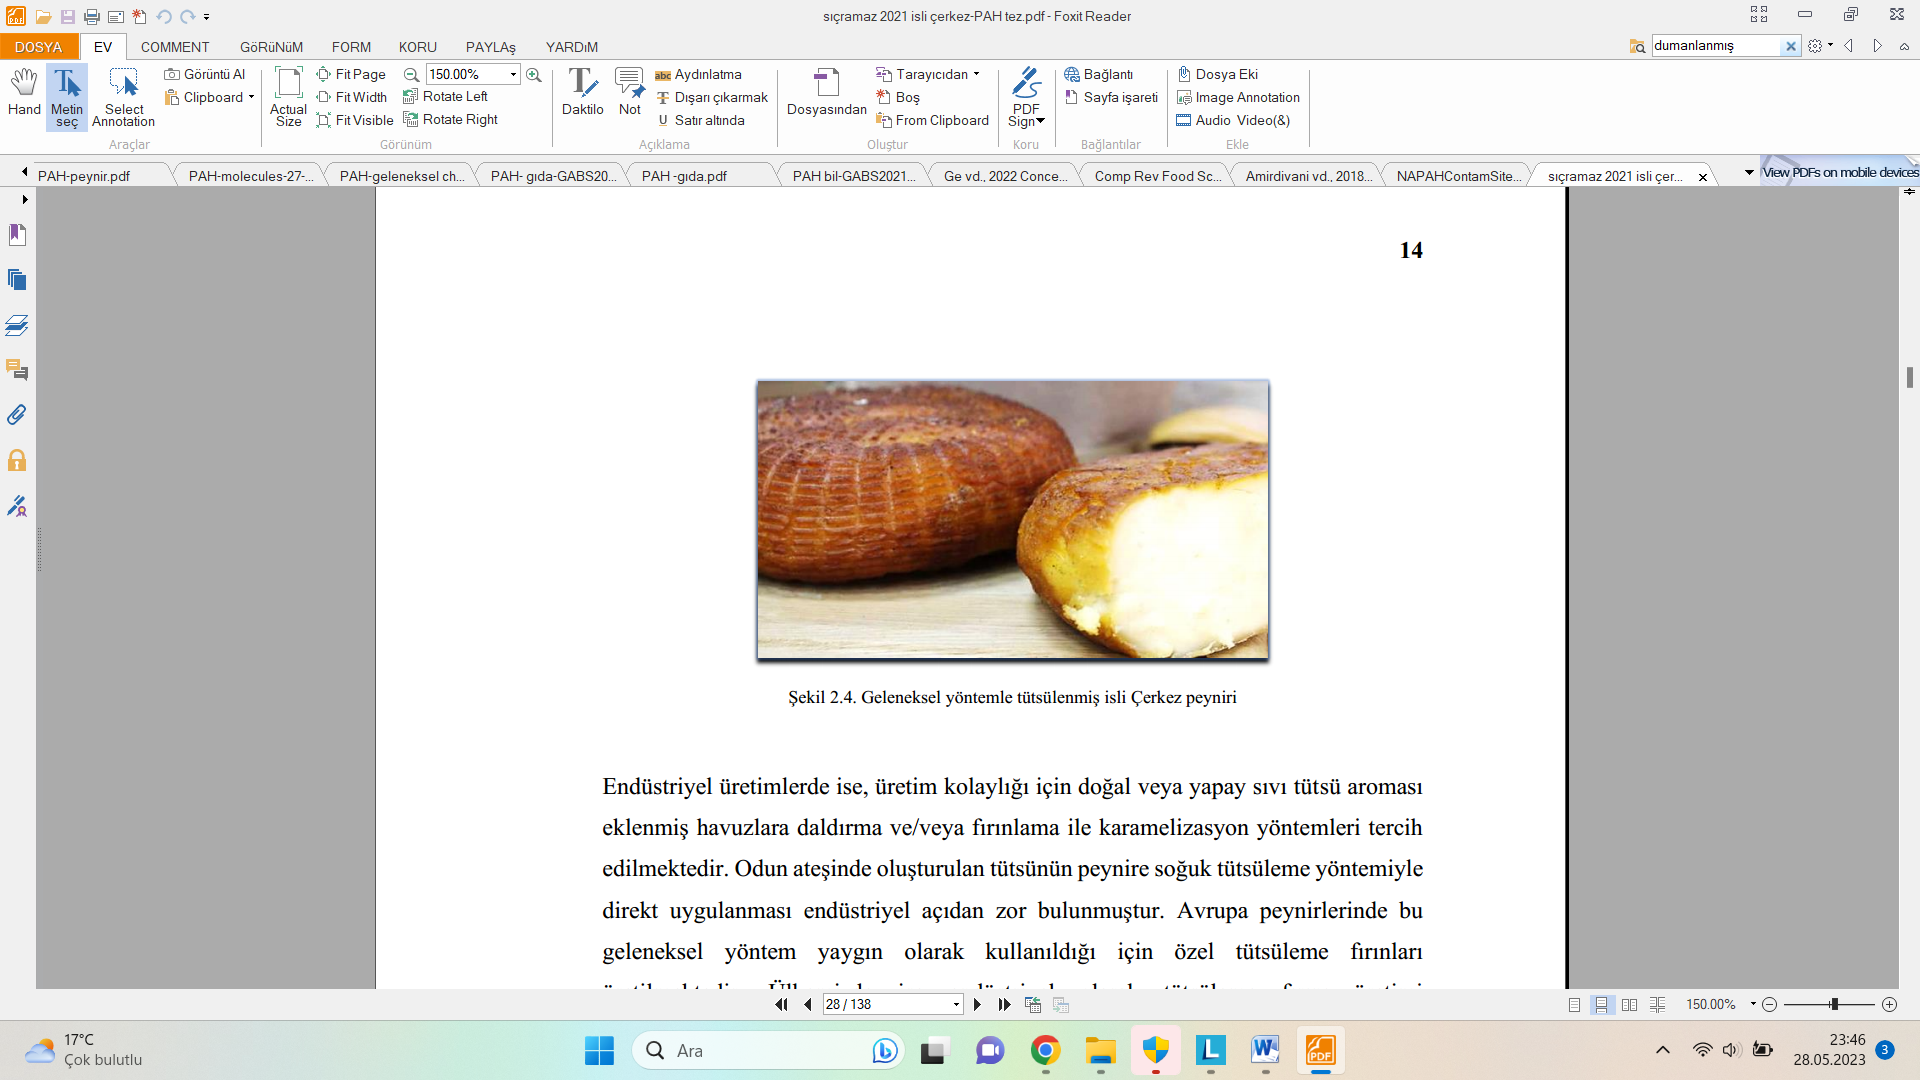 sıçramaz 2021 isli çerkez-PAH tez.pdf - Foxit Reader
DOSYA EV COMMENT GöRüNüM FORM KORU PAYLAş YARDıM dumanlanmış
Hand
Metin seç
Select Annotation
Görüntü Al
Clipboard
Araçlar
Actual Size
Fit Page
Fit Width
Fit Visible
150.00%
Rotate Left
Rotate Right
Görünüm
Daktilo
Not
Aydınlatma
Dışarı çıkarmak
Satır altında
Açıklama
Dosyasından
Tarayıcıdan
Boş
From Clipboard
Oluştur
PDF Sign
Koru
Bağlantı
Sayfa işareti
Bağlantılar
Dosya Eki
Image Annotation
Audio Video(&)
Ekle
PAH-peynir.pdf PAH-molecules-27-... PAH-geleneksel ch... PAH- gıda-GABS20... PAH -gıda.pdf PAH bil-GABS2021... Ge vd., 2022 Conce... Comp Rev Food Sc... Amirdivani vd., 2018... NAPAHContamSite... sıçramaz 2021 isli çer... View PDFs on mobile devices
14
Şekil 2.4. Geleneksel yöntemle tütsülenmiş isli Çerkez peyniri
Endüstriyel üretimlerde ise, üretim kolaylığı için doğal veya yapay sıvı tütsü aroması
eklenmiş havuzlara daldırma ve/veya fırınlama ile karamelizasyon yöntemleri tercih
edilmektedir. Odun ateşinde oluşturulan tütsünün peynire soğuk tütsüleme yöntemiyle
direkt uygulanması endüstriyel açıdan zor bulunmuştur. Avrupa peynirlerinde bu
geleneksel yöntem yaygın olarak kullanıldığı için özel tütsüleme fırınları
28 / 138
150.00%
17°C
Çok bulutlu
Ara
23:46
28.05.2023
3